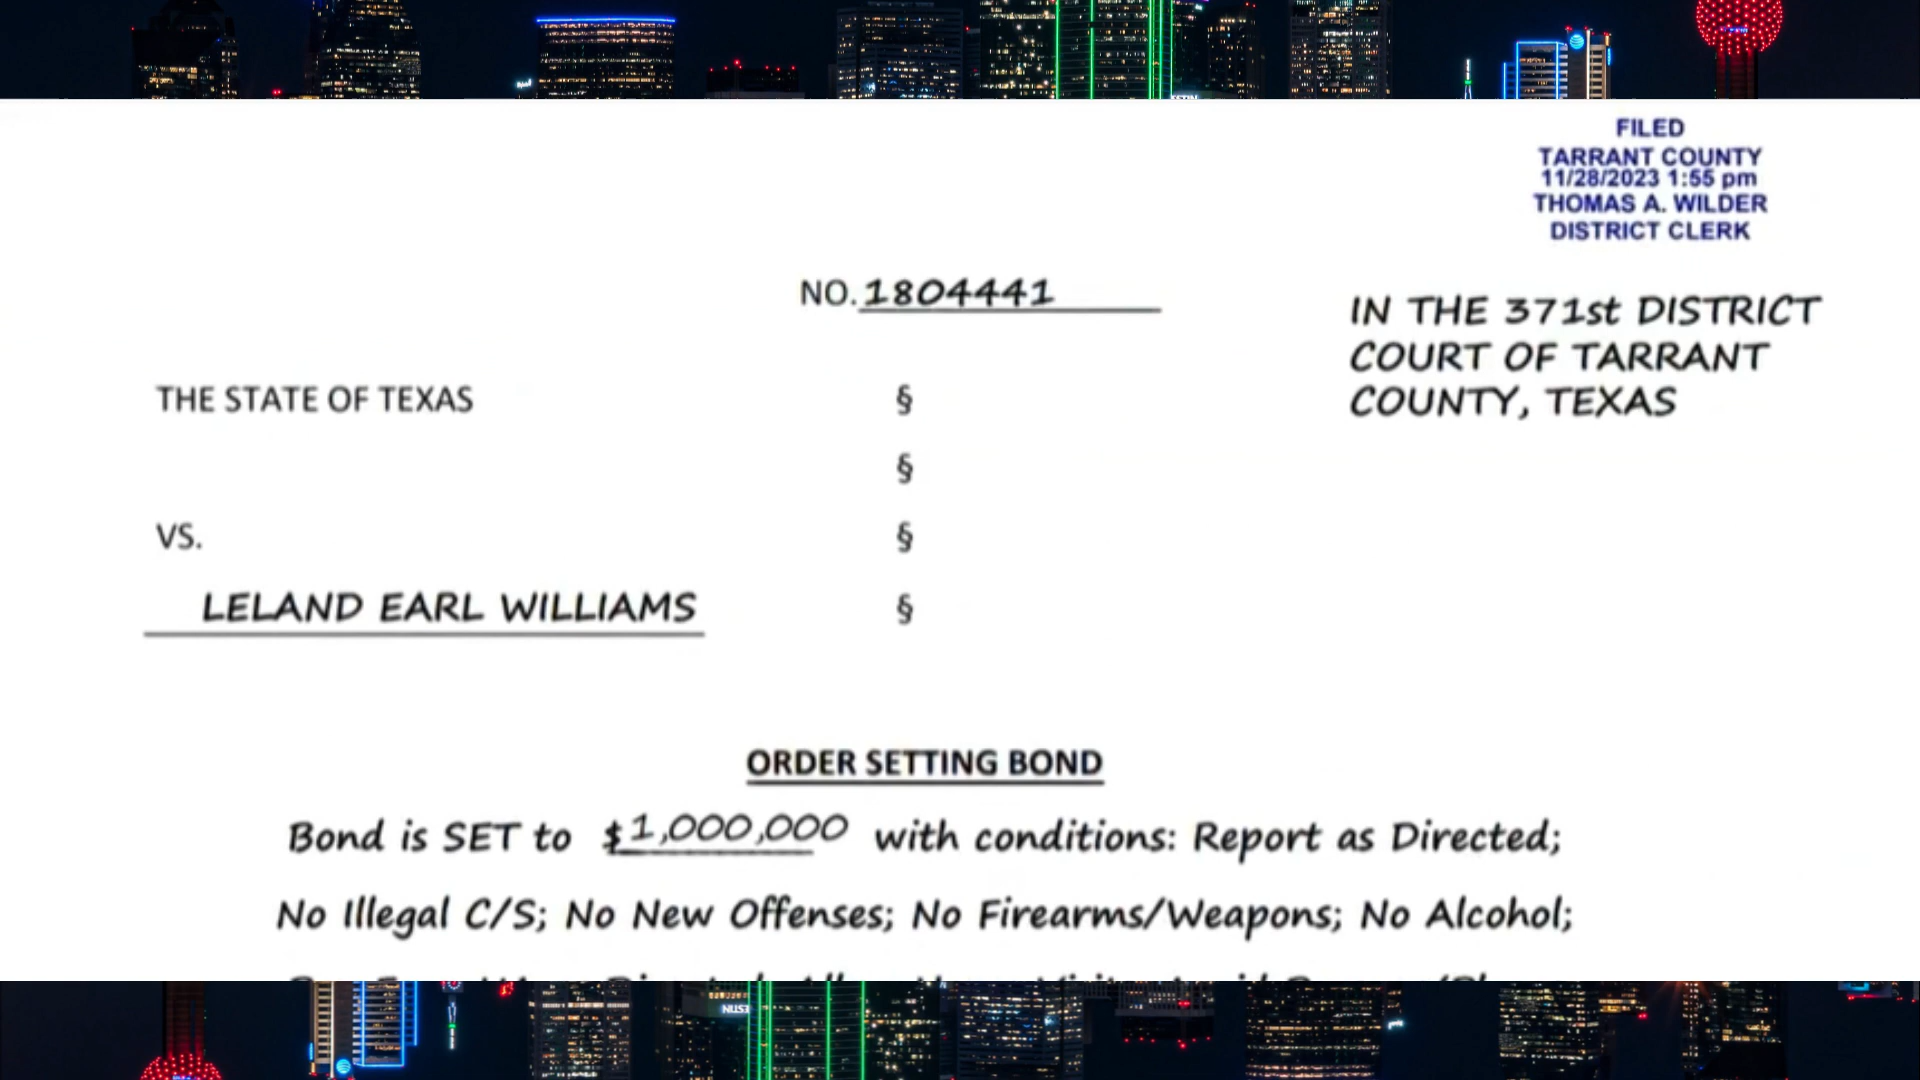 FILED
TARRANT COUNTY
11/28/2023 1:55 pm
THOMAS A. WILDER
DISTRICT CLERK
NO. 1804441
IN THE 371st DISTRICT
COURT OF TARRANT
COUNTY, TEXAS
THE STATE OF TEXAS §
§
VS. §
LELAND EARL WILLIAMS §
ORDER SETTING BOND
Bond is SET to $1,000,000 with conditions: Report as Directed;
No Illegal C/S; No New Offenses; No Firearms/Weapons; No Alcohol;